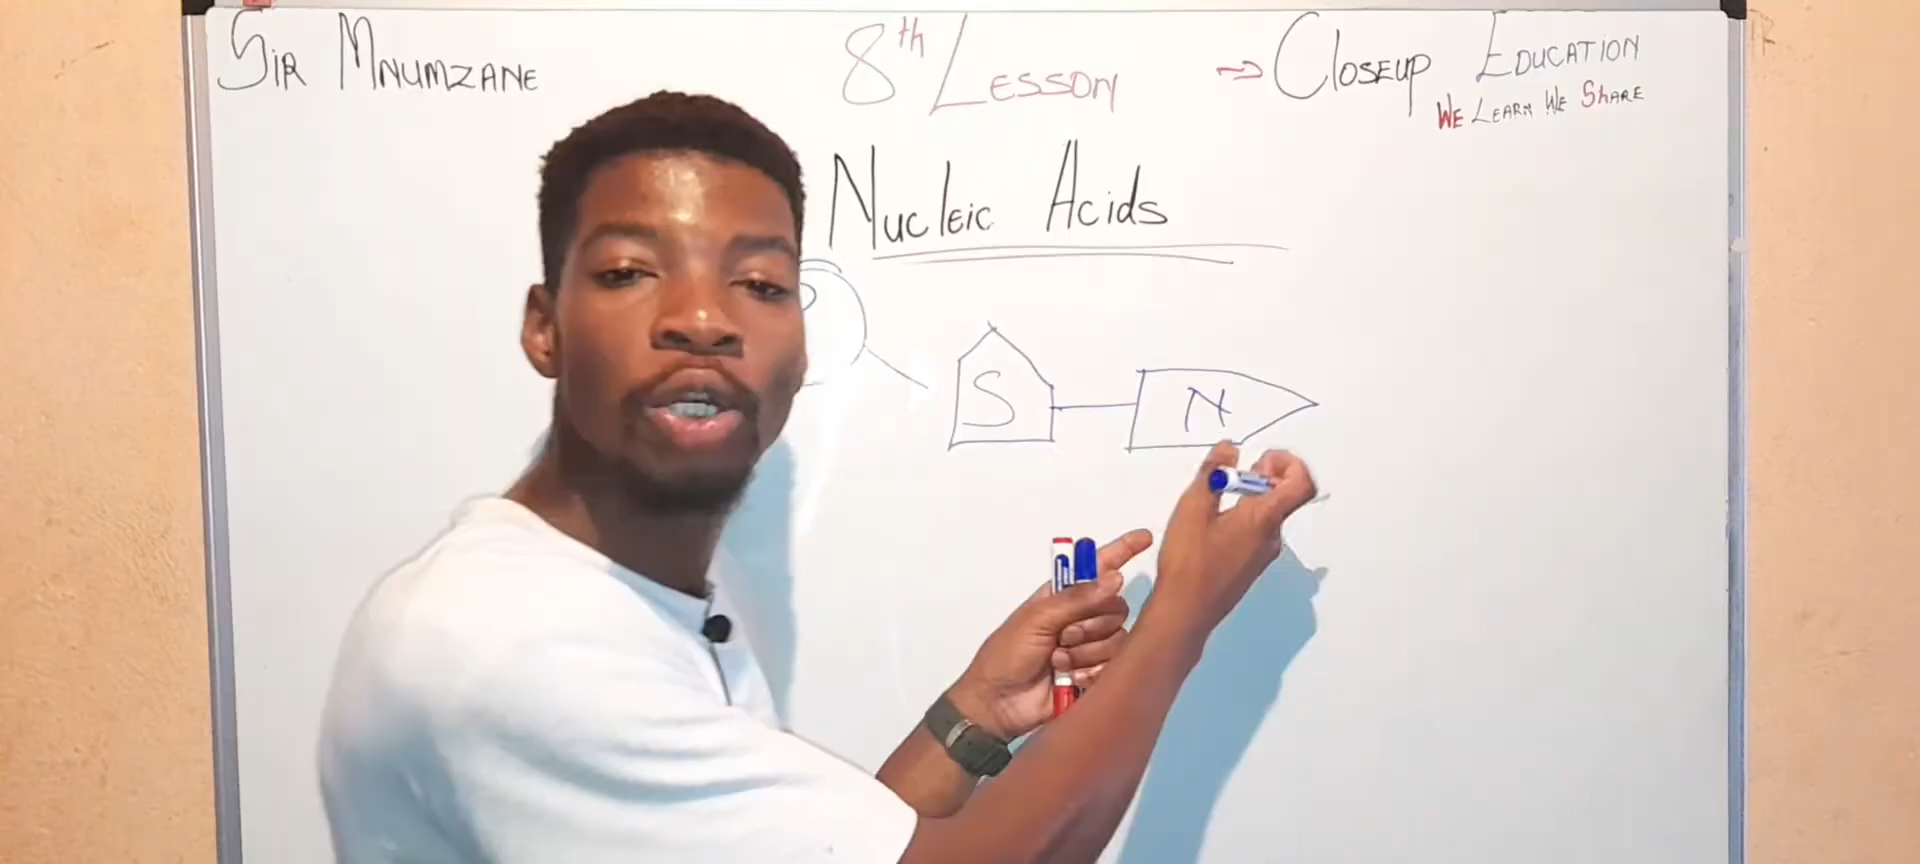 Sir Mnumzane
8th Lesson
→ Closeup Education
We Learn We Share
Nucleic Acids
S
N